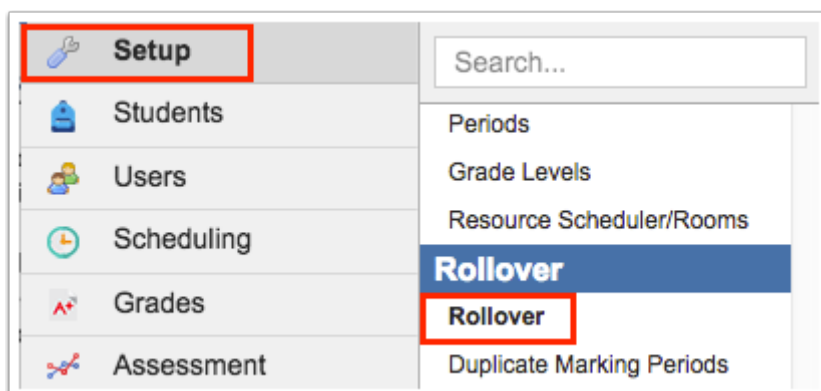 Setup
Students
Users
Scheduling
A+ Grades
Assessment
Search...
Periods
Grade Levels
Resource Scheduler/Rooms
Rollover
Rollover
Duplicate Marking Periods